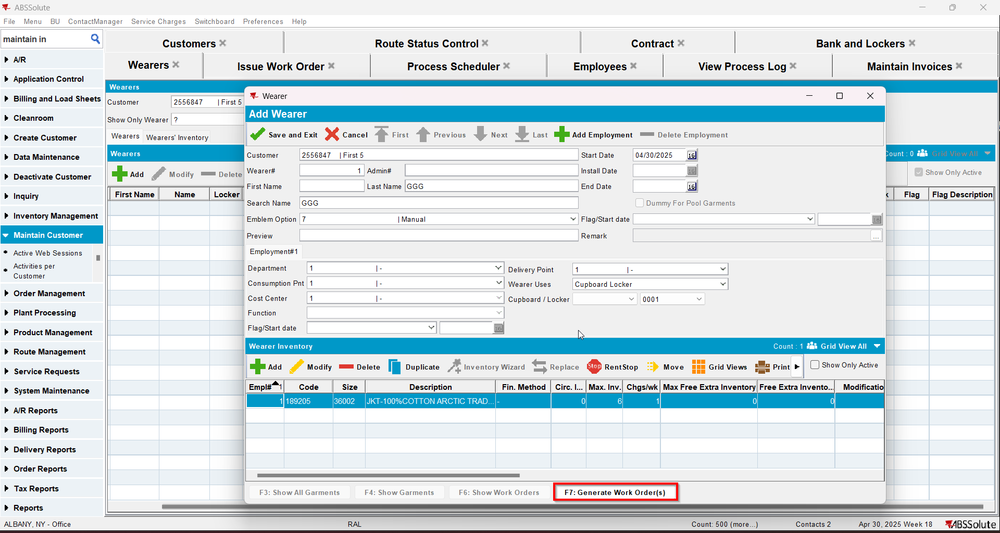 ABSSolute
File Menu BU ContactManager Service Charges Switchboard Preferences Help
maintain in
Customers Route Status Control Contract Bank and Lockers
Wearers Issue Work Order Process Scheduler Employees View Process Log Maintain Invoices
A/R
Application Control
Billing and Load Sheets
Cleanroom
Create Customer
Data Maintenance
Deactivate Customer
Inquiry
Inventory Management
Maintain Customer
Active Web Sessions
Activities per
Customer
Order Management
Plant Processing
Product Management
Route Management
Service Requests
System Maintenance
A/R Reports
Billing Reports
Delivery Reports
Order Reports
Tax Reports
Reports
Wearers
Customer 2556847 | First 5
Show Only Wearer ?
Wearers Wearers' Inventory
Wearers Count : 0 Grid View All
Add Modify Delete Show Only Active
First Name Name Locker Flag Flag Description
Wearer
Add Wearer
Save and Exit Cancel First Previous Next Last Add Employment Delete Employment
Customer 2556847 | First 5 Start Date 04/30/2025 16
Wearer# 1 Admin# Install Date 16
First Name Last Name GGG End Date 16
Search Name GGG Dummy For Pool Garments
Emblem Option 7 | Manual Flag/Start date 16
Preview Remark ...
Employment#1
Department 1 | - Delivery Point 1 | -
Consumption Pnt 1 | - Wearer Uses Cupboard Locker
Cost Center 1 | - Cupboard / Locker 0001
Function
Flag/Start date 16
Wearer Inventory Count : 1 Grid View All
Add Modify Delete Duplicate Inventory Wizard Replace Stop RentStop Move Grid Views Print Show Only Active
Empl# 1 Code Size Description Fin. Method Circ. I... Max. Inv. Chgs/wk Max Free Extra Inventory Free Extra Invento... Modificatio
1 189205 36002 JKT-100%COTTON ARCTIC TRAD... - 0 6 1 0 0
F3: Show All Garments F4: Show Garments F6: Show Work Orders F7: Generate Work Order(s)
ALBANY, NY - Office RAL Count: 500 (more...) Contacts 2 Apr 30, 2025 Week 18 ABSSolute